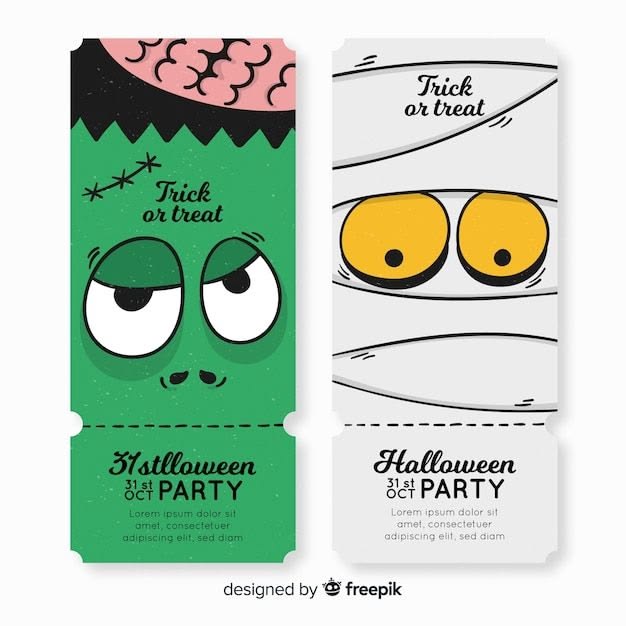 Trick
or treat
31stlloween
31 st
OCT PARTY
Lorem ipsum dolor sit
amet, consectetuer
adipiscing elit, sed diam
Trick
or treat
Halloween
31 st
OCT PARTY
Lorem ipsum dolor sit
amet, consectetuer
adipiscing elit, sed diam
designed by freepik